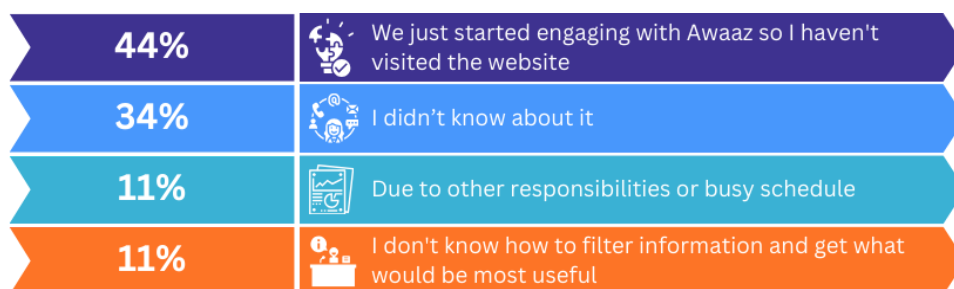 44%
We just started engaging with Awaaz so I haven't
visited the website
34%
I didn’t know about it
11%
Due to other responsibilities or busy schedule
11%
I don't know how to filter information and get what
would be most useful